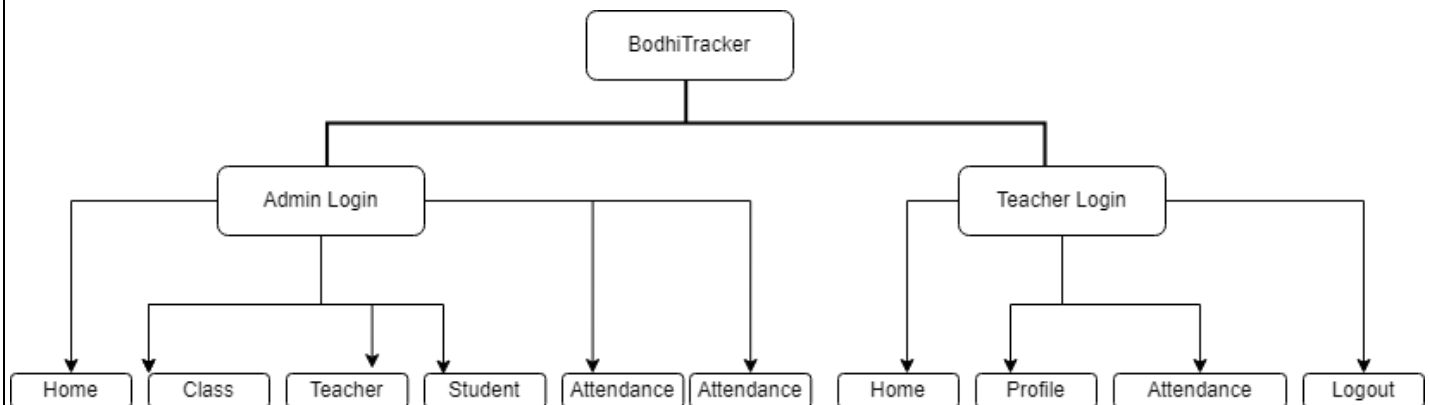 BodhiTracker
Admin Login
Teacher Login
Home
Class
Teacher
Student
Attendance
Attendance
Home
Profile
Attendance
Logout